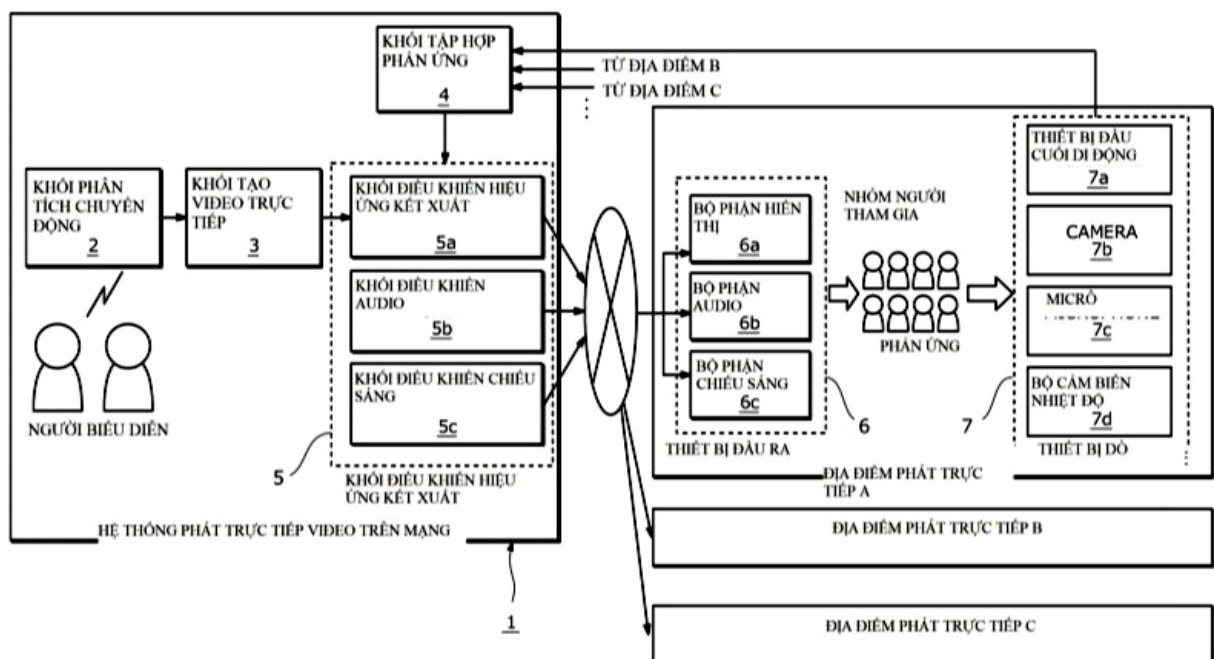 KHỐI TẬP HỢP
PHẢN ỨNG
4
TỪ ĐỊA ĐIỂM B
TỪ ĐỊA ĐIỂM C
KHỐI PHÂN
TÍCH CHUYỂN
ĐỘNG
2
KHỐI TẠO
VIDEO TRỰC
TIẾP
3
KHỐI ĐIỀU KHIỂN HIỆU
ỨNG KẾT XUẤT
5a
KHỐI ĐIỀU KHIỂN
AUDIO
5b
KHỐI ĐIỀU KHIỂN CHIẾU
SÁNG
5c
5
KHỐI ĐIỀU KHIỂN HIỆU
ỨNG KẾT XUẤT
NGƯỜI BIỂU DIỄN
HỆ THỐNG PHÁT TRỰC TIẾP VIDEO TRÊN MẠNG
1
BỘ PHẬN HIỂN
THỊ
6a
BỘ PHẬN
AUDIO
6b
BỘ PHẬN
CHIẾU SÁNG
6c
6
THIẾT BỊ ĐẦU RA
NHÓM NGƯỜI
THAM GIA
PHẢN ỨNG
THIẾT BỊ ĐẦU
CUỐI DI ĐỘNG
7a
CAMERA
7b
MICRÔ
7c
BỘ CẢM BIẾN
NHIỆT ĐỘ
7d
7
THIẾT BỊ DÒ
ĐỊA ĐIỂM PHÁT TRỰC
TIẾP A
ĐỊA ĐIỂM PHÁT TRỰC TIẾP B
ĐỊA ĐIỂM PHÁT TRỰC TIẾP C